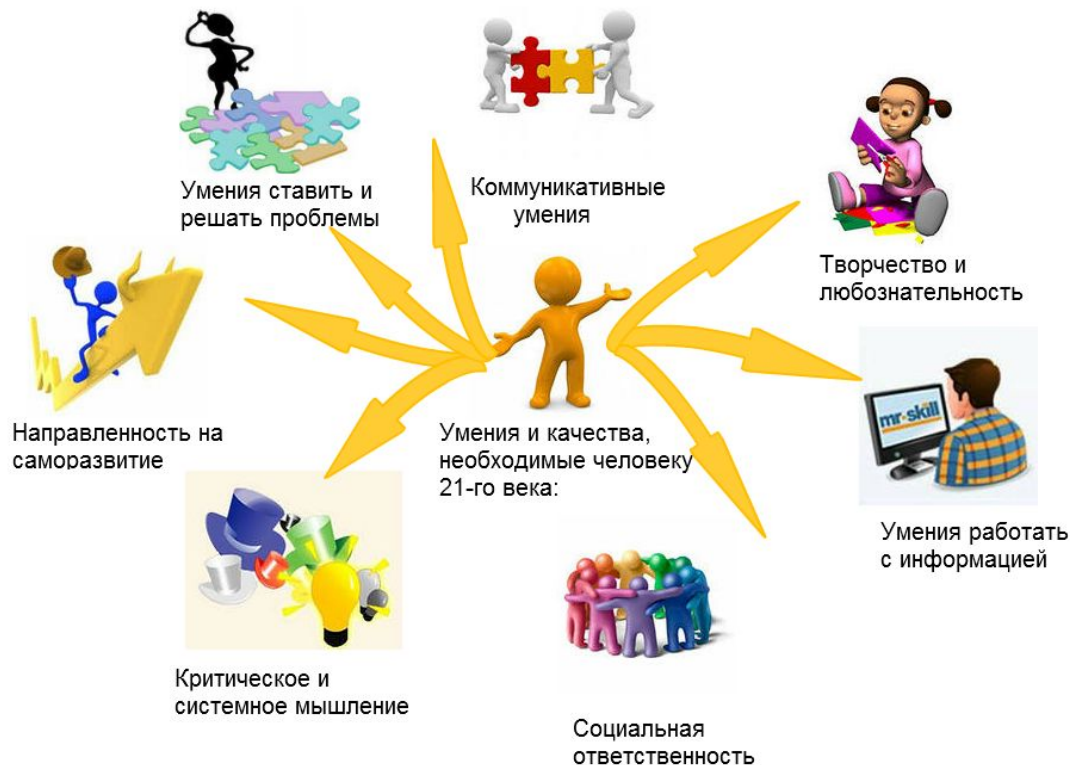 Умения ставить и
решать проблемы
Коммуникативные
умения
Творчество и
любознательность
Направленность на
саморазвитие
Умения и качества,
необходимые человеку
21-го века:
mr-skill
Умения работать
с информацией
Критическое и
системное мышление
Социальная
ответственность